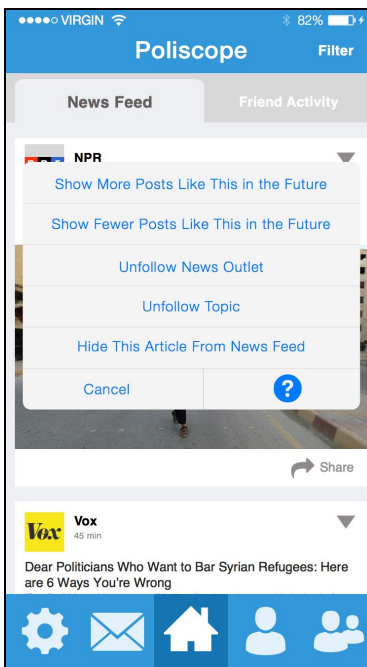 VIRGIN 82%
Poliscope Filter
News Feed Friend Activity
NPR
Show More Posts Like This in the Future
Show Fewer Posts Like This in the Future
Unfollow News Outlet
Unfollow Topic
Hide This Article From News Feed
Cancel ?
Share
Vox Vox
45 min
Dear Politicians Who Want to Bar Syrian Refugees: Here
are 6 Ways You're Wrong